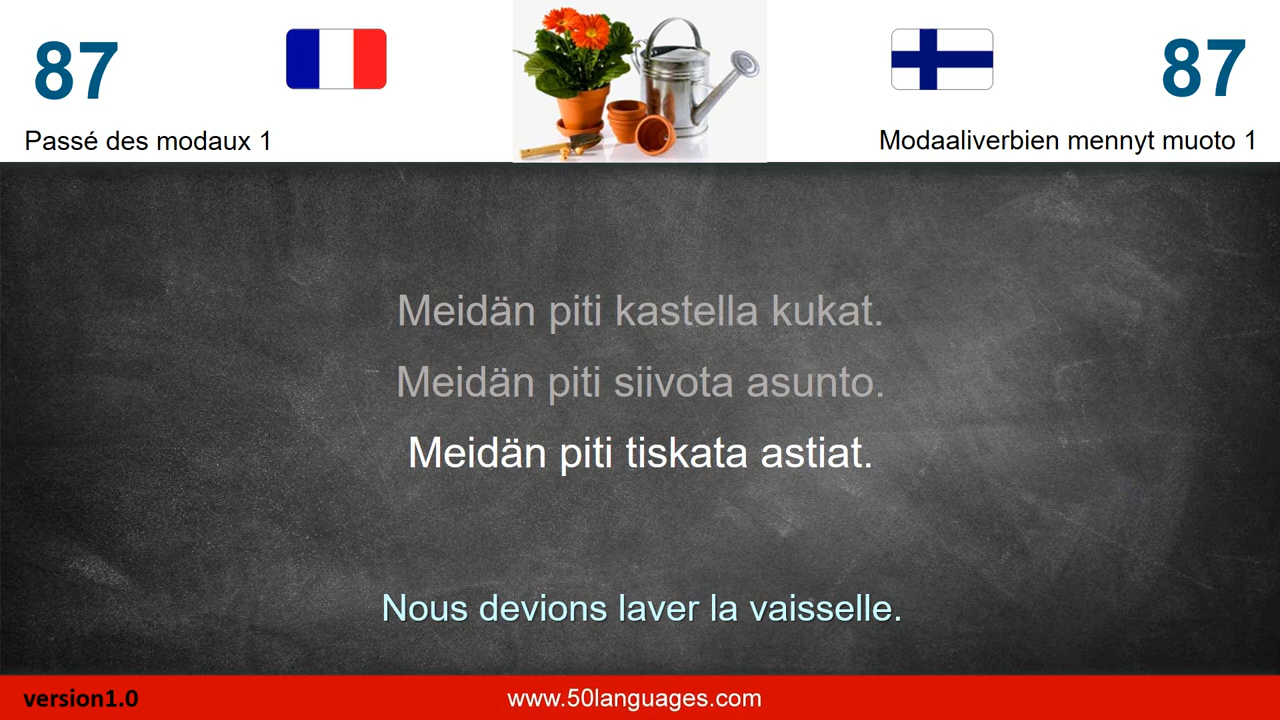 87
87
Passé des modaux 1
Modaaliverbien mennyt muoto 1
Meidän piti kastella kukat.
Meidän piti siivota asunto.
Meidän piti tiskata astiat.
Nous devions laver la vaisselle.
version1.0
www.50languages.com